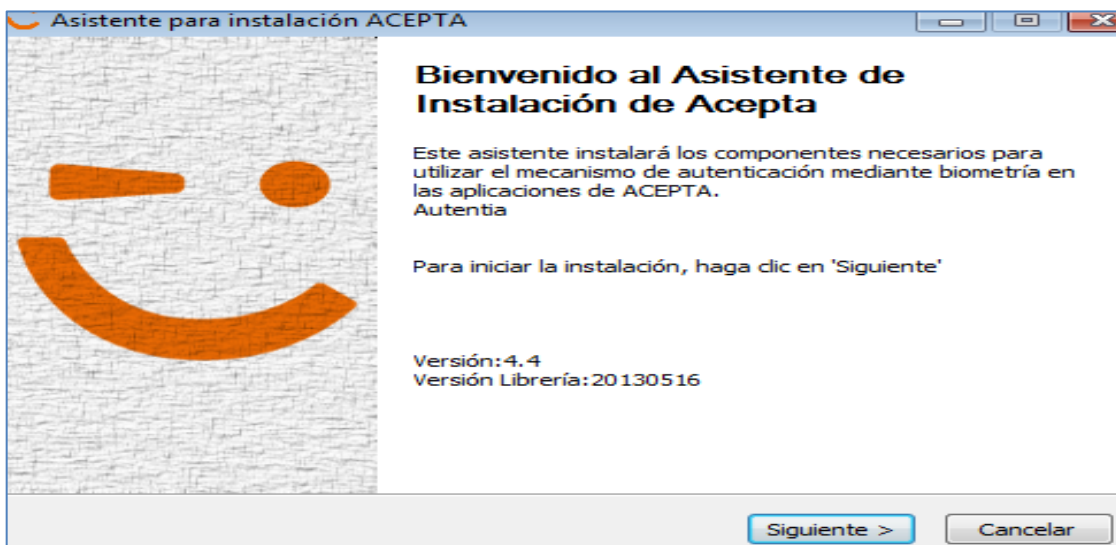 Asistente para instalación ACEPTA
Bienvenido al Asistente de
Instalación de Acepta
Este asistente instalará los componentes necesarios para
utilizar el mecanismo de autenticación mediante biometría en
las aplicaciones de ACEPTA.
Autentia
Para iniciar la instalación, haga clic en 'Siguiente'
Versión:4.4
Versión Librería:20130516
Siguiente >
Cancelar